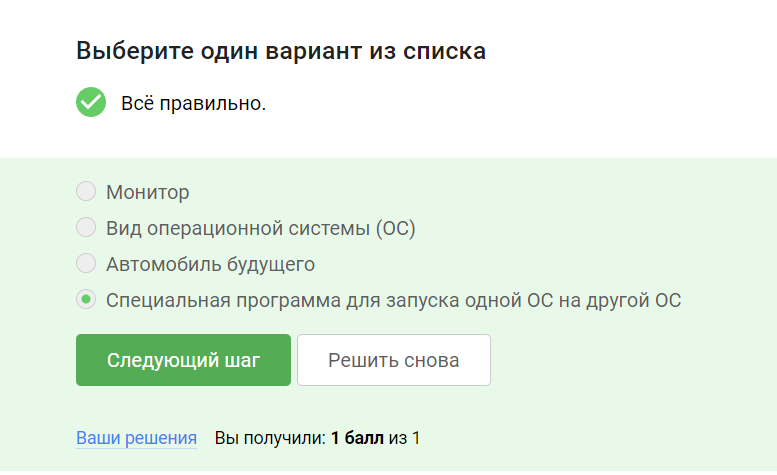 Выберите один вариант из списка
Всё правильно.
Монитор
Вид операционной системы (ОС)
Автомобиль будущего
Специальная программа для запуска одной ОС на другой ОС
Следующий шаг Решить снова
Ваши решения Вы получили: 1 балл из 1